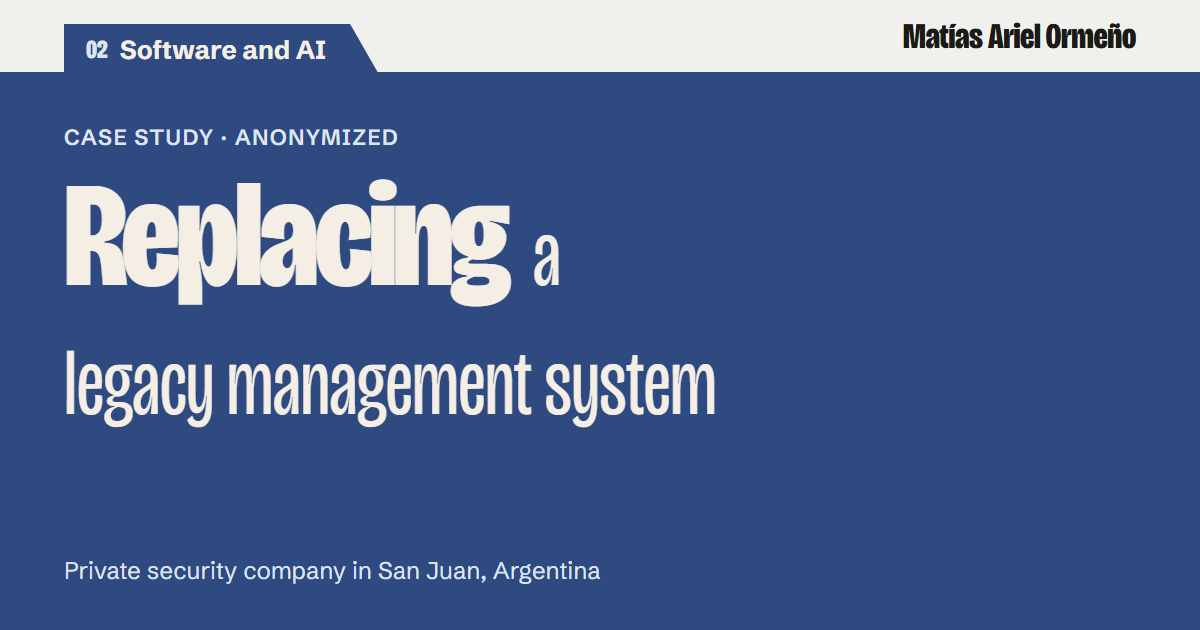 02 Software and AI
Matías Ariel Ormeño
CASE STUDY · ANONYMIZED
Replacing a
legacy management system
Private security company in San Juan, Argentina